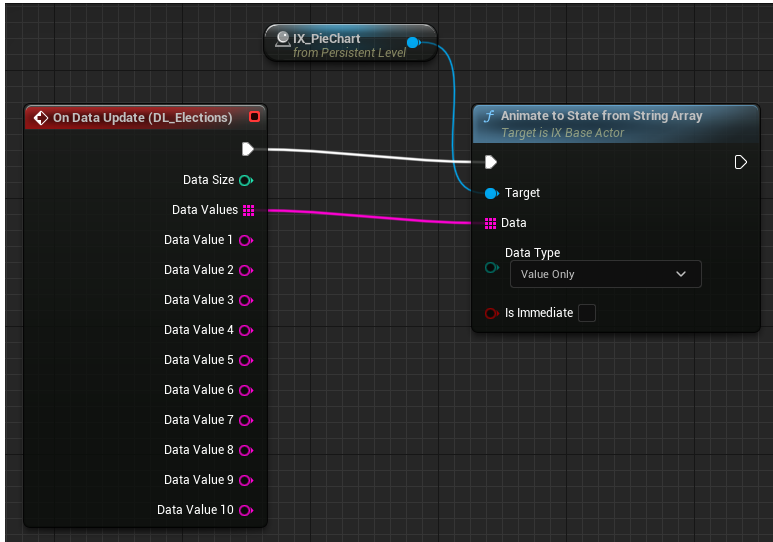 IX_PieChart
from Persistent Level
On Data Update (DL_Elections)
Data Size
Data Values
Data Value 1
Data Value 2
Data Value 3
Data Value 4
Data Value 5
Data Value 6
Data Value 7
Data Value 8
Data Value 9
Data Value 10
f Animate to State from String Array
Target is IX Base Actor
Target
Data
Data Type
Value Only
Is Immediate